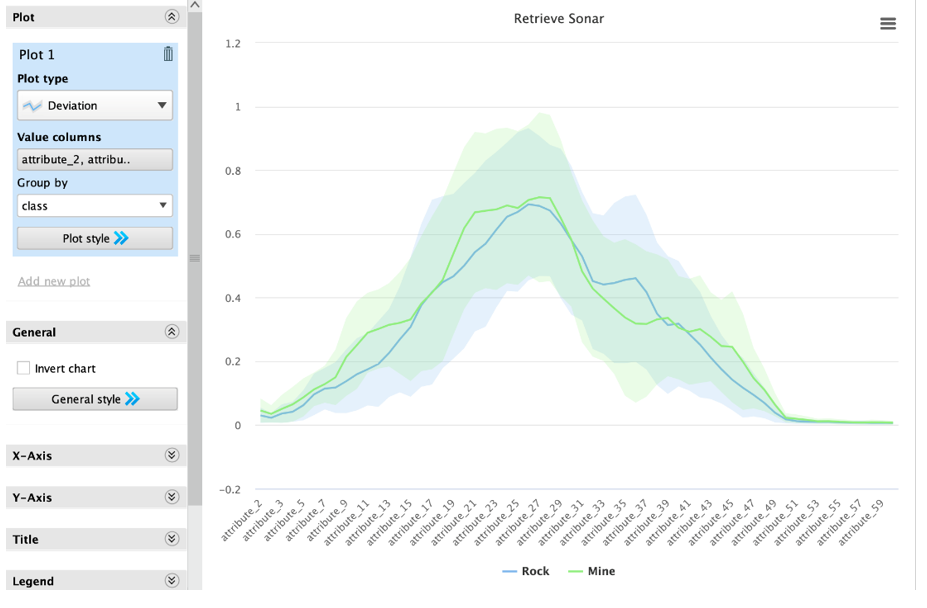 Plot
Plot 1
Plot type
Deviation
Value columns
attribute_2, attribu..
Group by
class
Plot style
Add new plot
General
Invert chart
General style
X-Axis
Y-Axis
Title
Legend
Retrieve Sonar
1.2
1
0.8
0.6
0.4
0.2
0
-0.2
attribute_2
attribute_3
attribute_5
attribute_7
attribute_9
attribute_11
attribute_13
attribute_15
attribute_17
attribute_19
attribute_21
attribute_23
attribute_25
attribute_27
attribute_29
attribute_31
attribute_33
attribute_35
attribute_37
attribute_39
attribute_41
attribute_43
attribute_45
attribute_47
attribute_49
attribute_51
attribute_53
attribute_55
attribute_57
attribute_59
Rock Mine